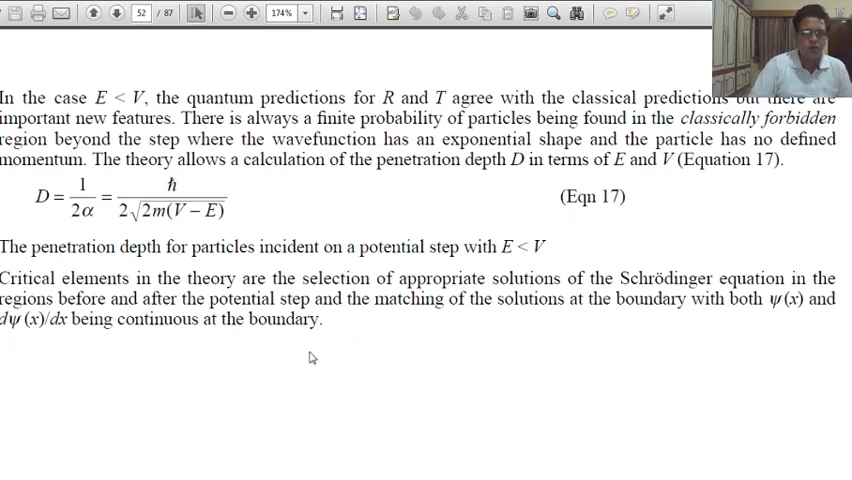 52 / 87
174%
In the case E < V, the quantum predictions for R and T agree with the classical predictions but there are
important new features. There is always a finite probability of particles being found in the classically forbidden
region beyond the step where the wavefunction has an exponential shape and the particle has no defined
momentum. The theory allows a calculation of the penetration depth D in terms of E and V (Equation 17).
D = 1/2α = ħ/2√2m(V − E) (Eqn 17)
The penetration depth for particles incident on a potential step with E < V
Critical elements in the theory are the selection of appropriate solutions of the Schrödinger equation in the
regions before and after the potential step and the matching of the solutions at the boundary with both ψ(x) and
dψ (x)/dx being continuous at the boundary.